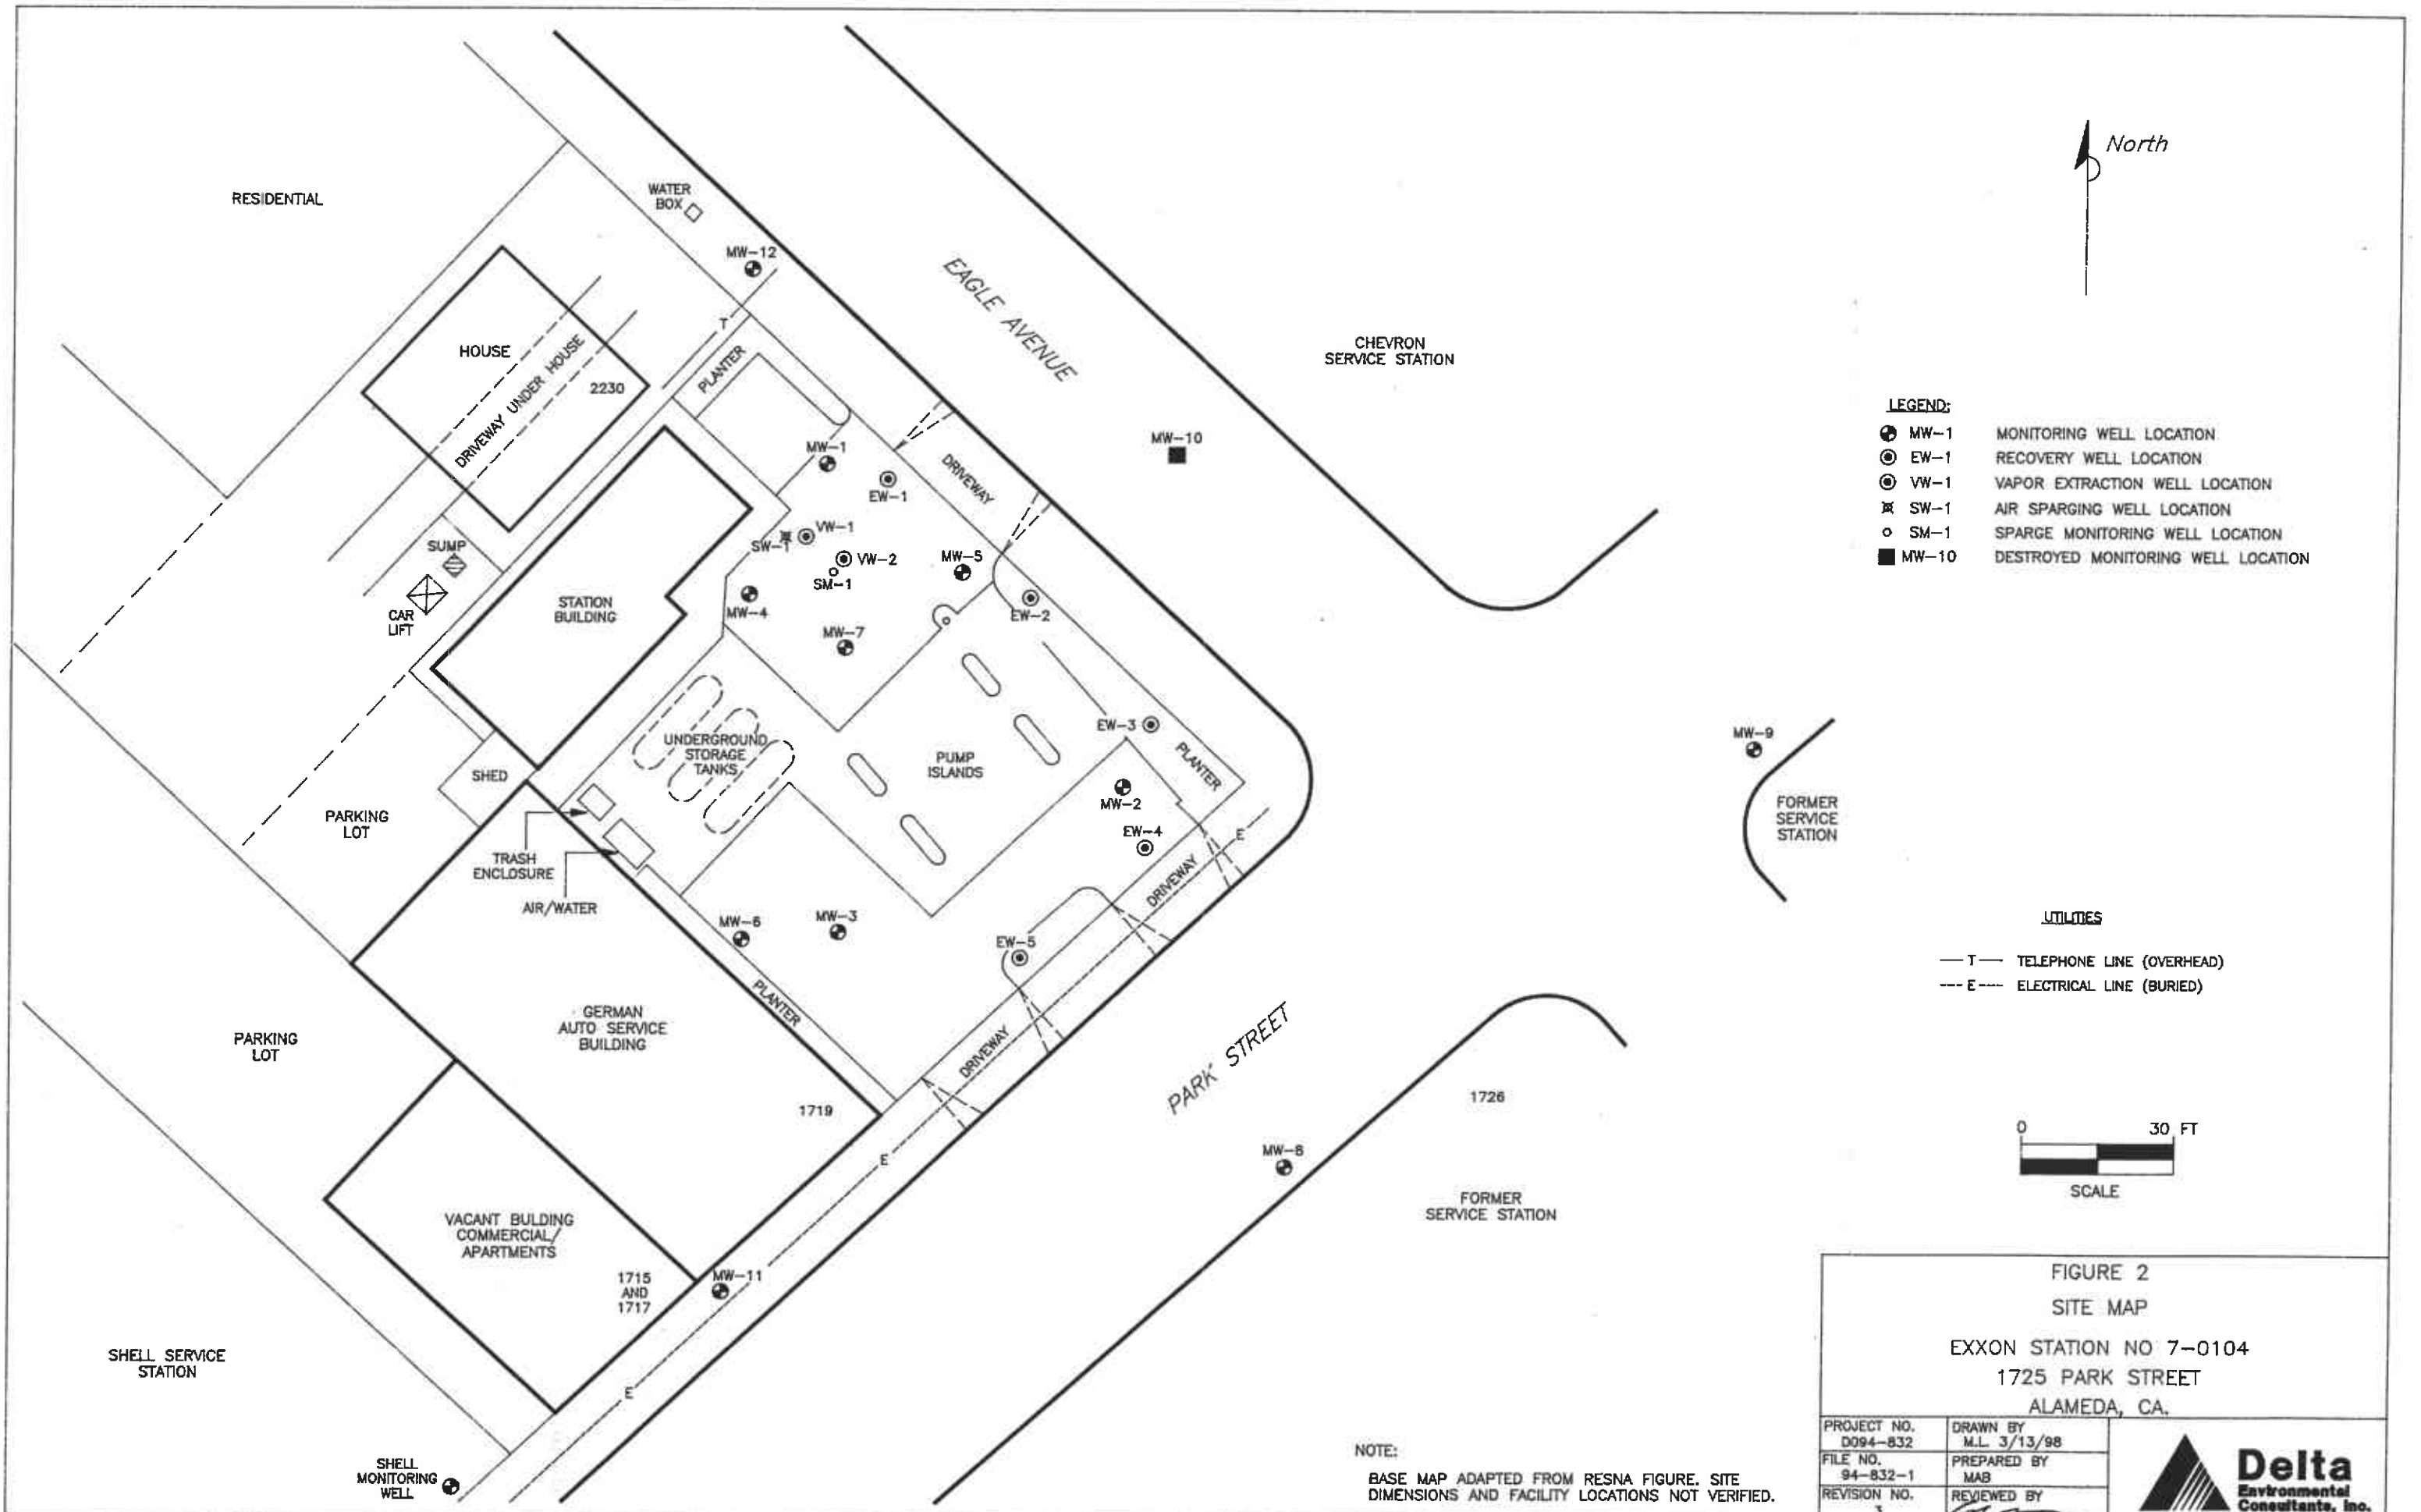 RESIDENTIAL
WATER
BOX
MW-12
EAGLE AVENUE
North
CHEVRON
SERVICE STATION
HOUSE
DRIVEWAY UNDER HOUSE
2230
T
PLANTER
MW-1
EW-1
DRIVEWAY
MW-10
LEGEND:
MW-1 MONITORING WELL LOCATION
EW-1 RECOVERY WELL LOCATION
VW-1 VAPOR EXTRACTION WELL LOCATION
SW-1 AIR SPARGING WELL LOCATION
SM-1 SPARGE MONITORING WELL LOCATION
MW-10 DESTROYED MONITORING WELL LOCATION
SUMP
CAR
LIFT
STATION
BUILDING
SW-1
VW-1
VW-2
SM-1
MW-5
MW-4
EW-2
MW-7
UNDERGROUND
STORAGE
TANKS
PUMP
ISLANDS
EW-3
PLANTER
MW-2
EW-4
E
DRIVEWAY
MW-9
FORMER
SERVICE
STATION
SHED
PARKING
LOT
TRASH
ENCLOSURE
AIR/WATER
MW-6
MW-3
EW-5
PLANTER
DRIVEWAY
UTILITIES
T TELEPHONE LINE (OVERHEAD)
E ELECTRICAL LINE (BURIED)
GERMAN
AUTO SERVICE
BUILDING
1719
PARKING
LOT
PARK STREET
1726
MW-8
FORMER
SERVICE STATION
0 30 FT
SCALE
E
VACANT BULDING
COMMERCIAL/
APARTMENTS
1715
AND
1717
MW-11
E
SHELL SERVICE
STATION
SHELL
MONITORING
WELL
NOTE:
BASE MAP ADAPTED FROM RESNA FIGURE. SITE
DIMENSIONS AND FACILITY LOCATIONS NOT VERIFIED.
FIGURE 2
SITE MAP
EXXON STATION NO 7-0104
1725 PARK STREET
ALAMEDA, CA.
PROJECT NO.
D094-832
DRAWN BY
M.L. 3/13/98
FILE NO.
94-832-1
PREPARED BY
MAB
REVISION NO.
3
REVIEWED BY
Delta
Environmental
Consultants, Inc.